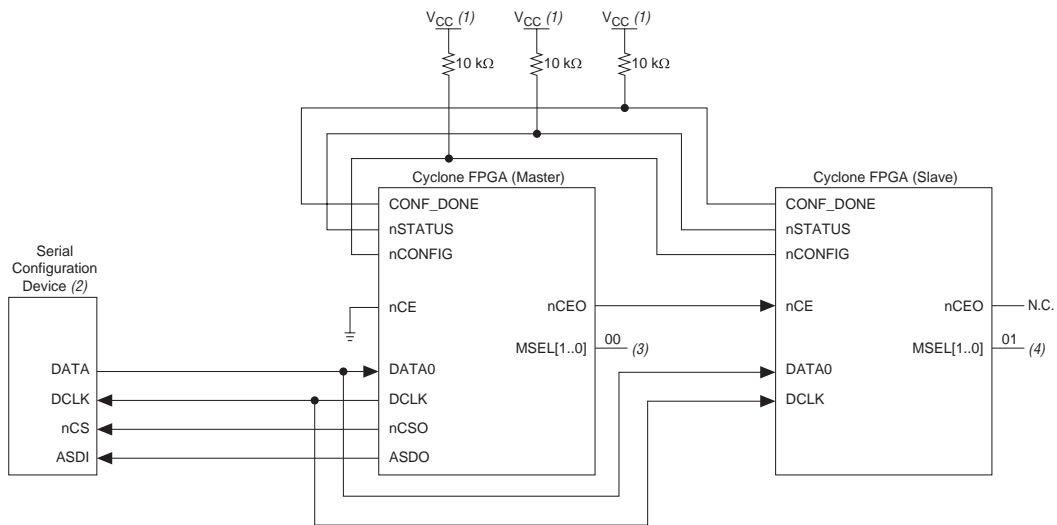 VCC (1)
VCC (1)
VCC (1)
10 kΩ
10 kΩ
10 kΩ
Cyclone FPGA (Master)
CONF_DONE
nSTATUS
nCONFIG
nCE
nCEO
MSEL[1..0]
00
(3)
DATA0
DCLK
nCSO
ASDO
Cyclone FPGA (Slave)
CONF_DONE
nSTATUS
nCONFIG
nCE
nCEO
N.C.
MSEL[1..0]
01
(4)
DATA0
DCLK
Serial
Configuration
Device (2)
DATA
DCLK
nCS
ASDI